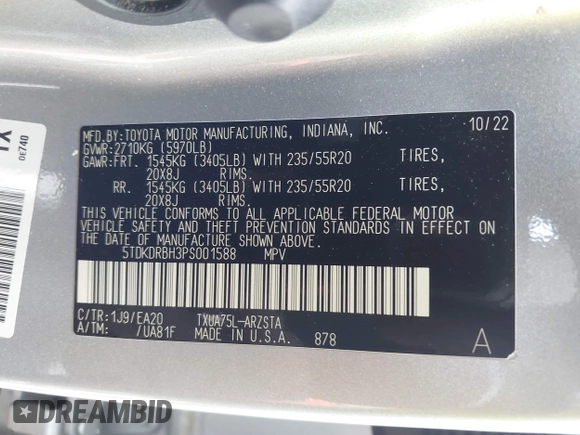 MFD.BY:TOYOTA MOTOR MANUFACTURING, INDIANA, INC. 10/22
GVWR:2710KG (5970LB)
GAWR:FRT. 1545KG (3405LB) WITH 235/55R20 TIRES,
20X8J RIMS.
RR. 1545KG (3405LB) WITH 235/55R20 TIRES,
20X8J RIMS.
THIS VEHICLE CONFORMS TO ALL APPLICABLE FEDERAL MOTOR
VEHICLE SAFETY AND THEFT PREVENTION STANDARDS IN EFFECT ON
THE DATE OF MANUFACTURE SHOWN ABOVE.
5TDKDRBH3PS001588 MPV
C/TR:1J9/EA20 TXUA75L-ARZSTA
A/TM: /UA81F MADE IN U.S.A. 878 A
0E740
DREAMBID